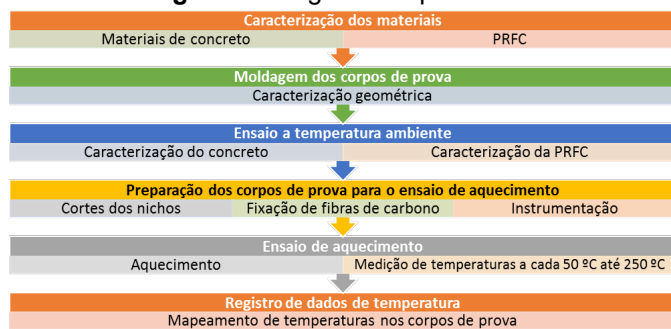 Caracterização dos materiais
Materiais de concreto PRFC
Moldagem dos corpos de prova
Caracterização geométrica
Ensaio a temperatura ambiente
Caracterização do concreto Caracterização da PRFC
Preparação dos corpos de prova para o ensaio de aquecimento
Cortes dos nichos Fixação de fibras de carbono Instrumentação
Ensaio de aquecimento
Aquecimento Medição de temperaturas a cada 50 ºC até 250 ºC
Registro de dados de temperatura
Mapeamento de temperaturas nos corpos de prova